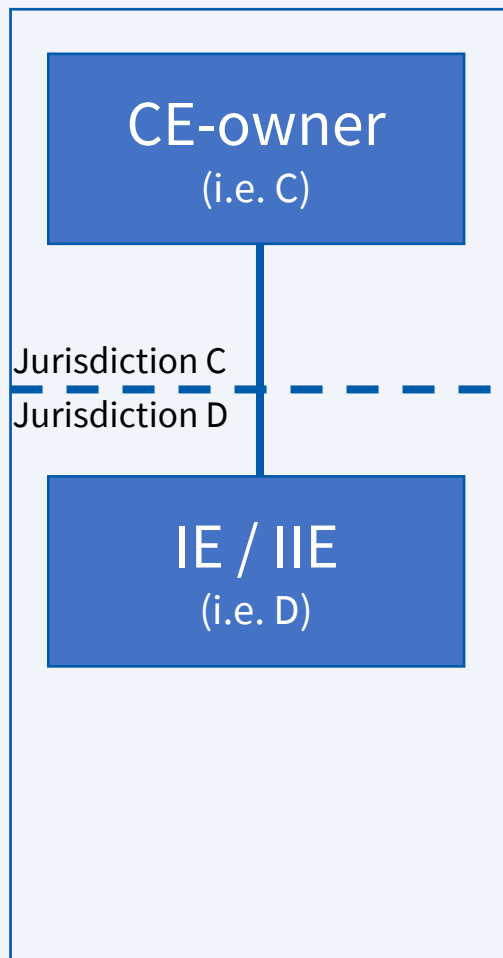 CE-owner
(i.e. C)
Jurisdiction C
Jurisdiction D
IE / IIE
(i.e. D)